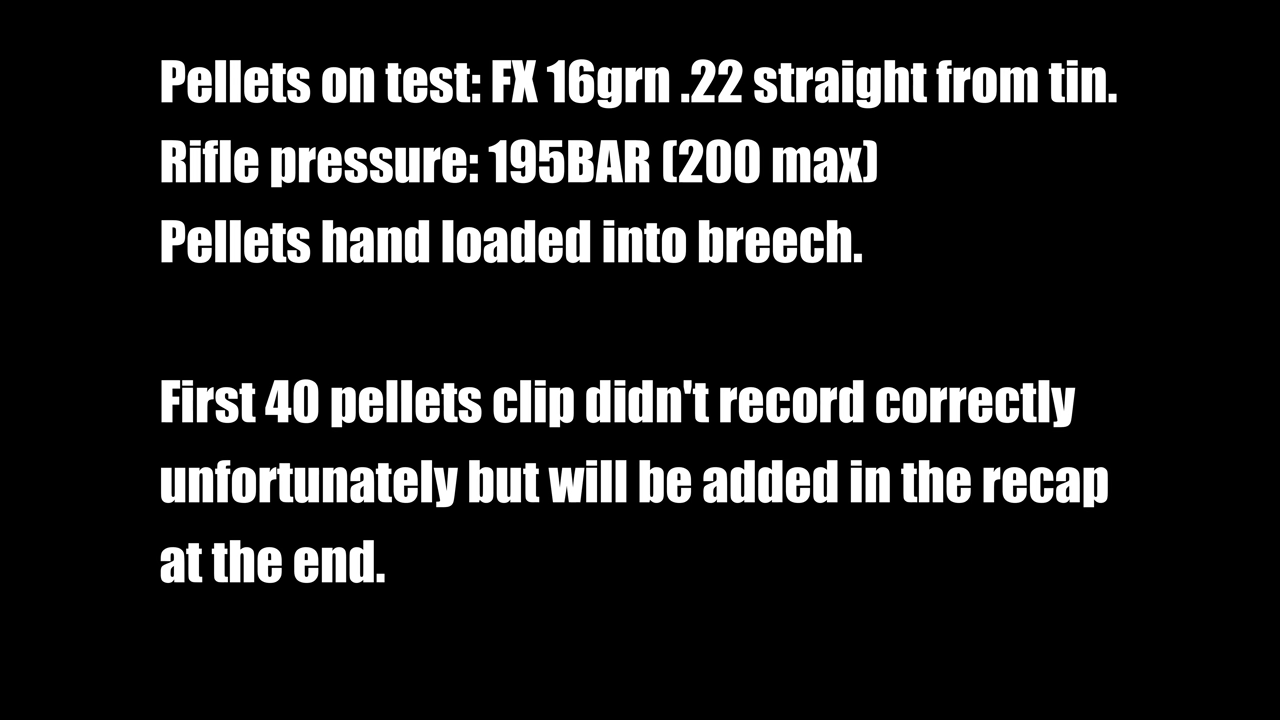 Pellets on test: FX 16grn .22 straight from tin.
Rifle pressure: 195BAR (200 max)
Pellets hand loaded into breech.
First 40 pellets clip didn't record correctly
unfortunately but will be added in the recap
at the end.